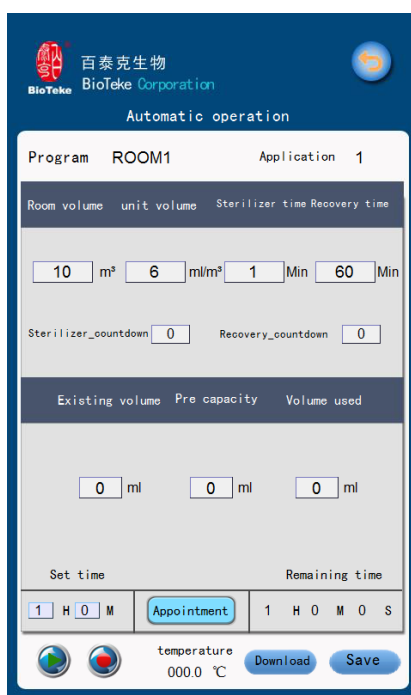 百泰克生物
BioTeke
BioTeke Corporation
Automatic operation
Program ROOM1 Application 1
Room volume unit volume Sterilizer time Recovery time
10 m³ 6 ml/m³ 1 Min 60 Min
Sterilizer_countdown 0 Recovery_countdown 0
Existing volume Pre capacity Volume used
0 ml 0 ml 0 ml
Set time Remaining time
1 H 0 M Appointment 1 H 0 M 0 S
temperature
000.0 ℃
Download Save